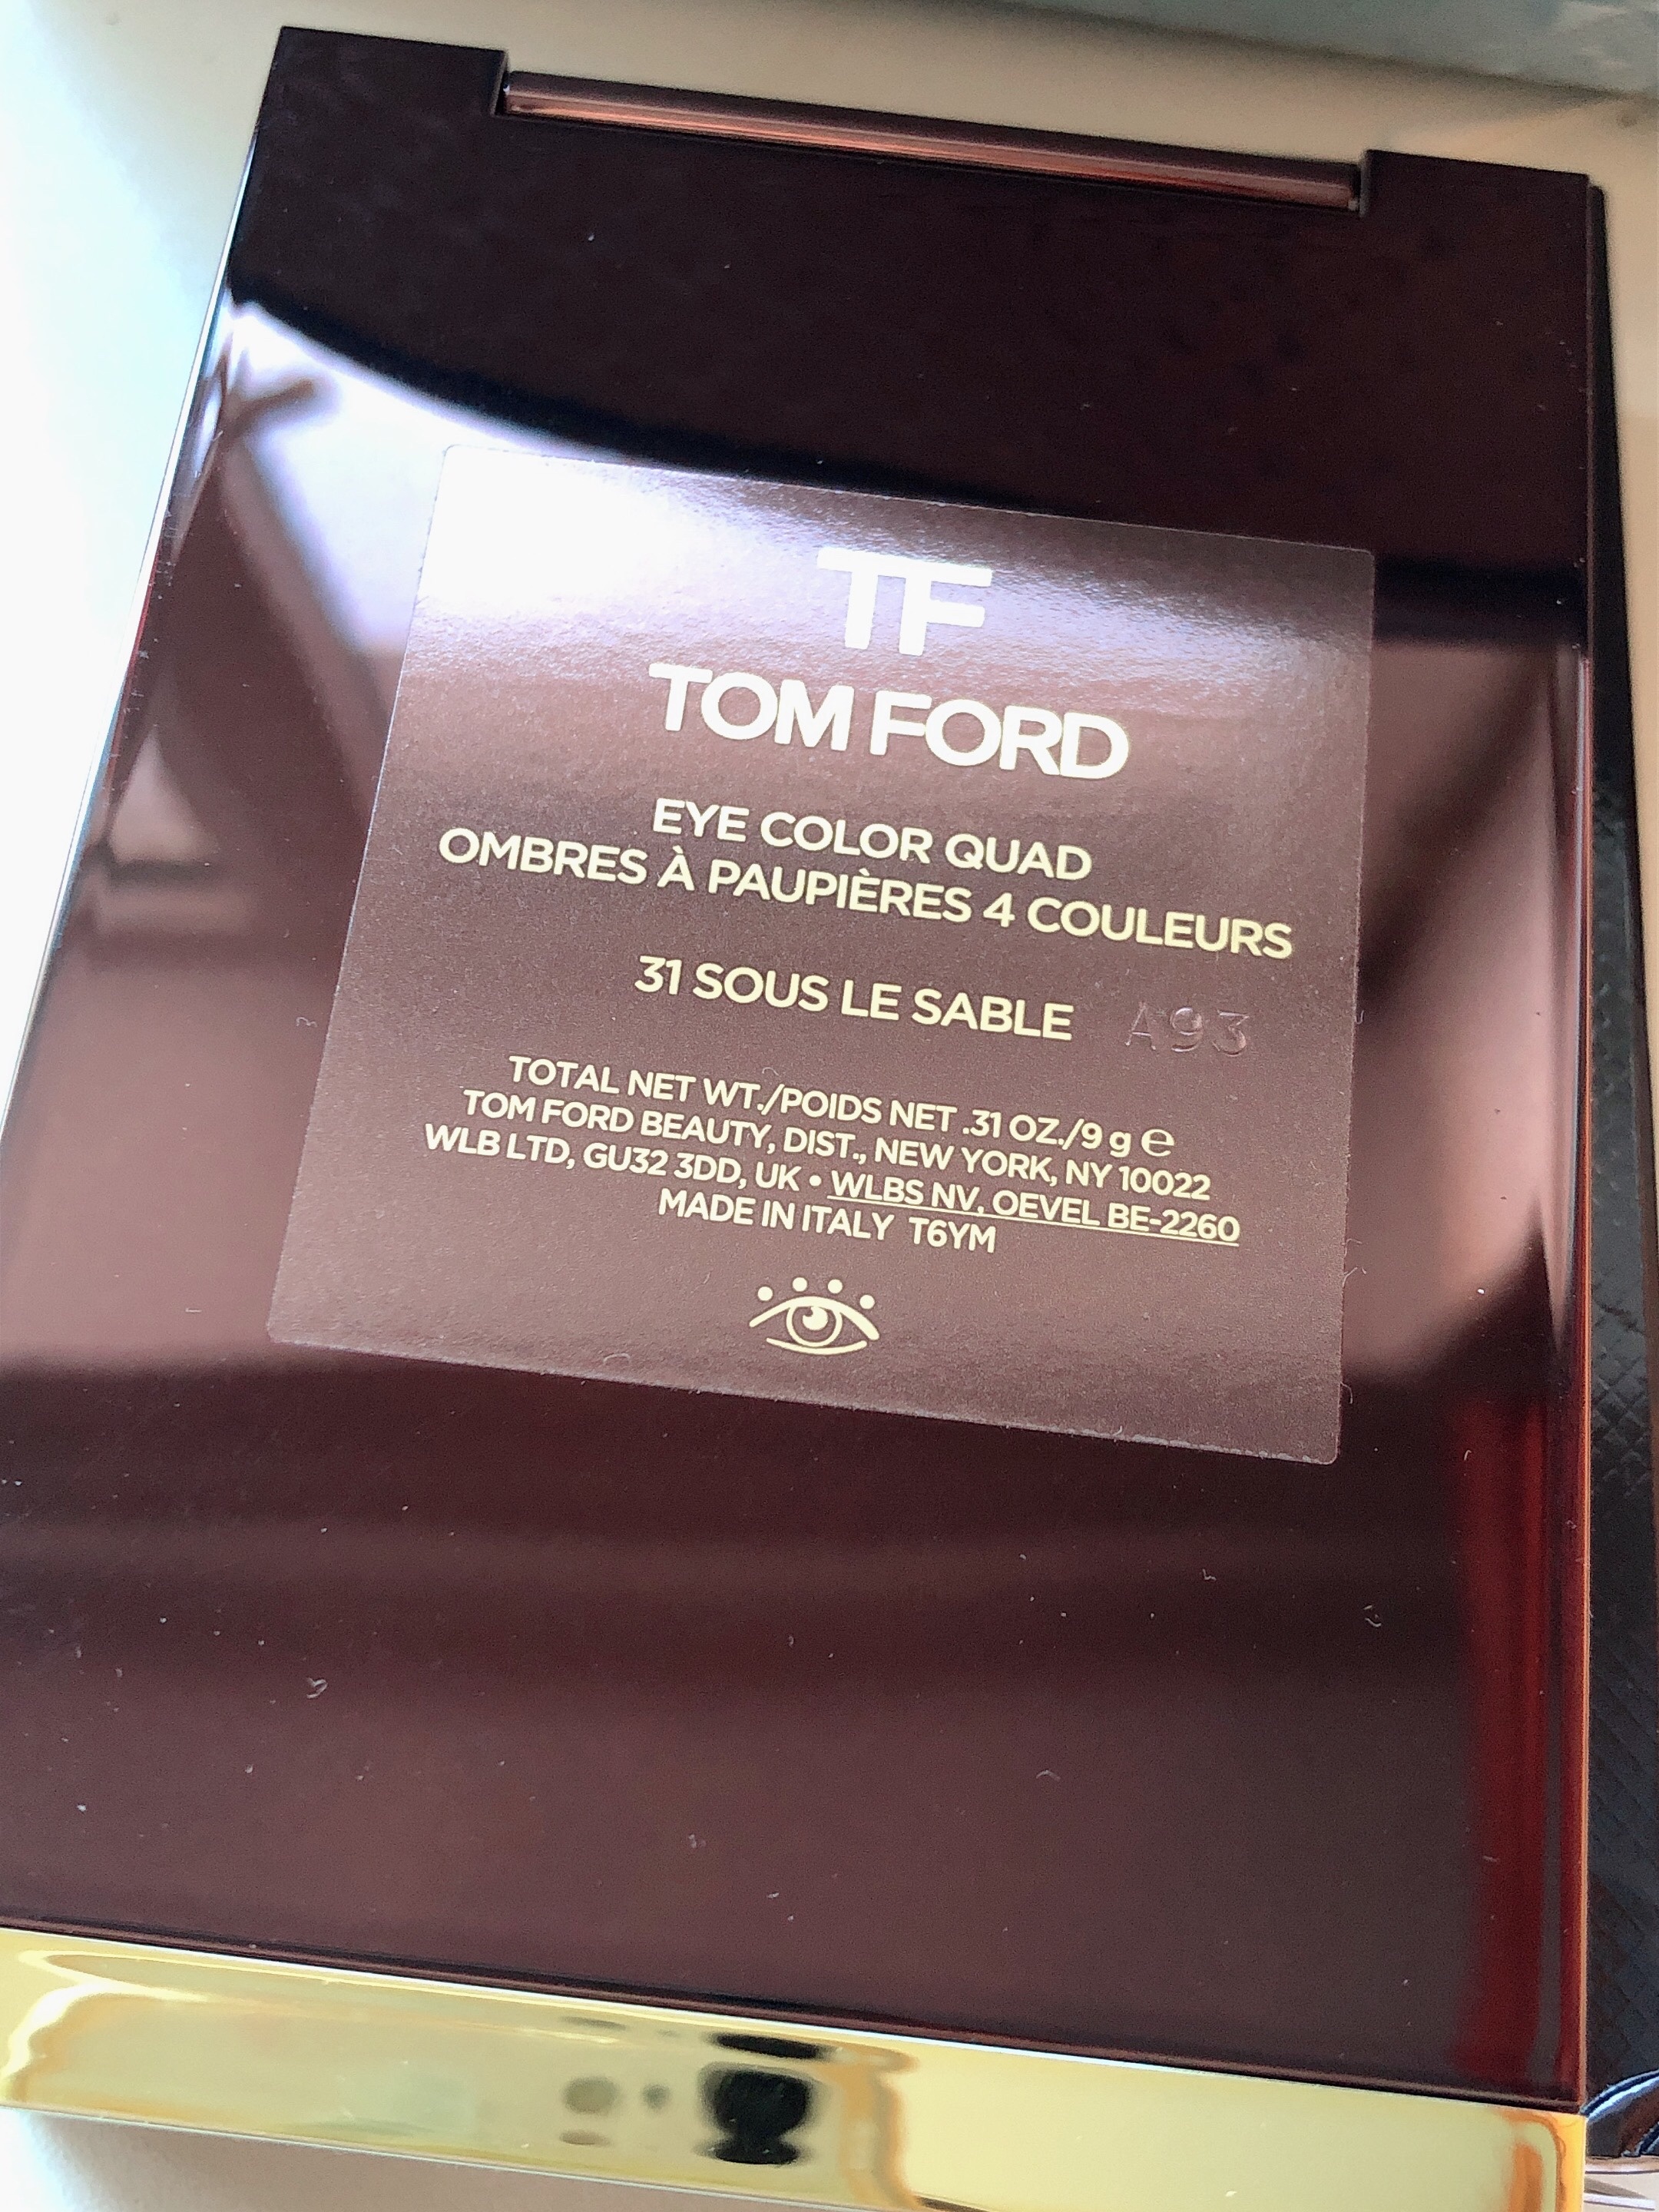 TF
TOM FORD
EYE COLOR QUAD
OMBRES À PAUPIÈRES 4 COULEURS
31 SOUS LE SABLE A93
TOTAL NET WT./POIDS NET .31 OZ./9 g ℮
TOM FORD BEAUTY, DIST., NEW YORK, NY 10022
WLB LTD, GU32 3DD, UK • WLBS NV, OEVEL BE-2260
MADE IN ITALY T6YM